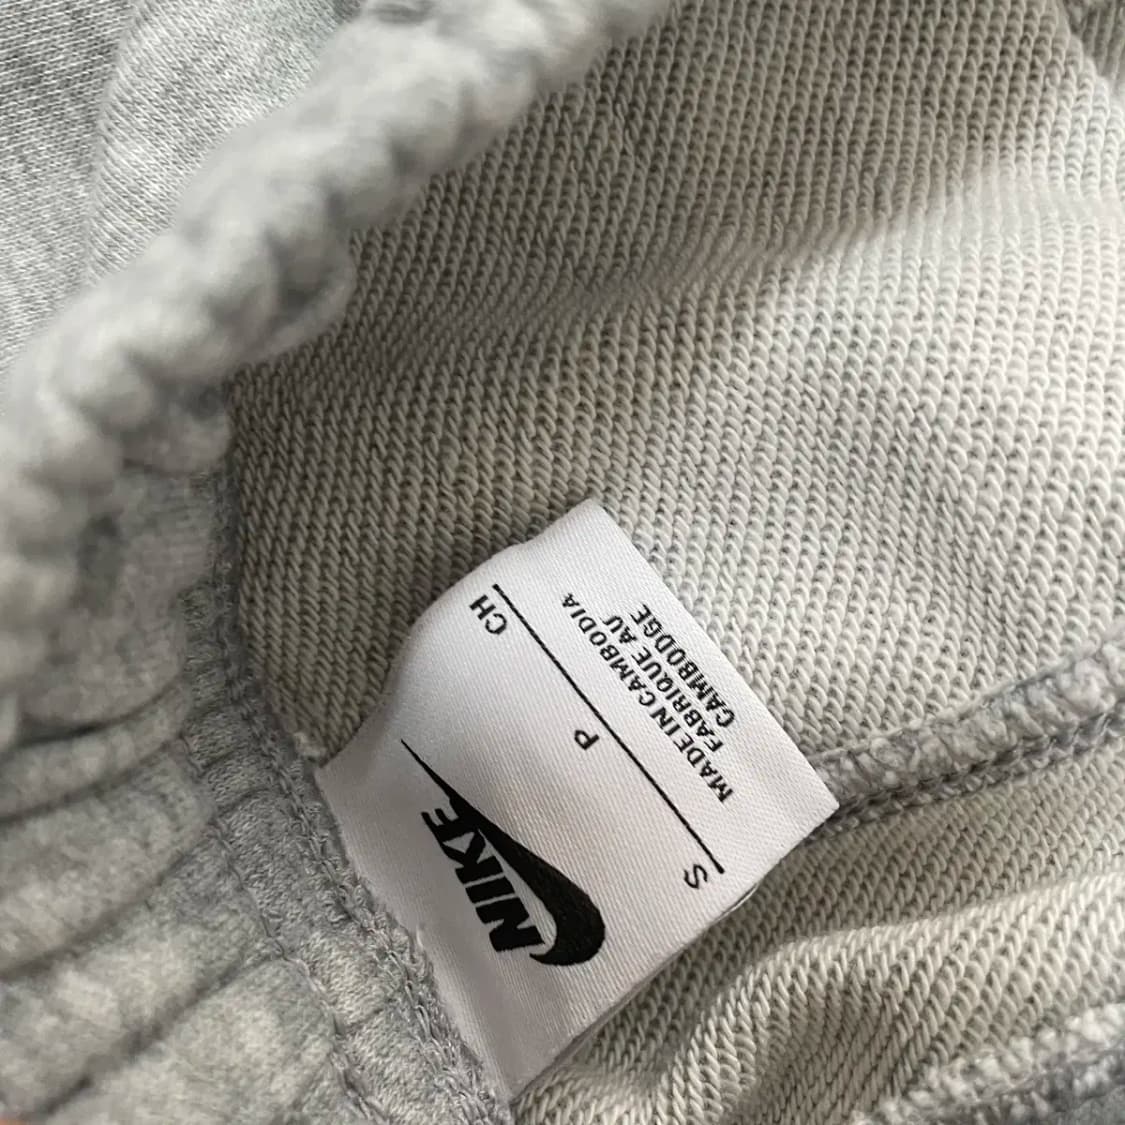 NIKE
S P CH
MADE IN CAMBODIA
FABRIQUE AU
CAMBODGE